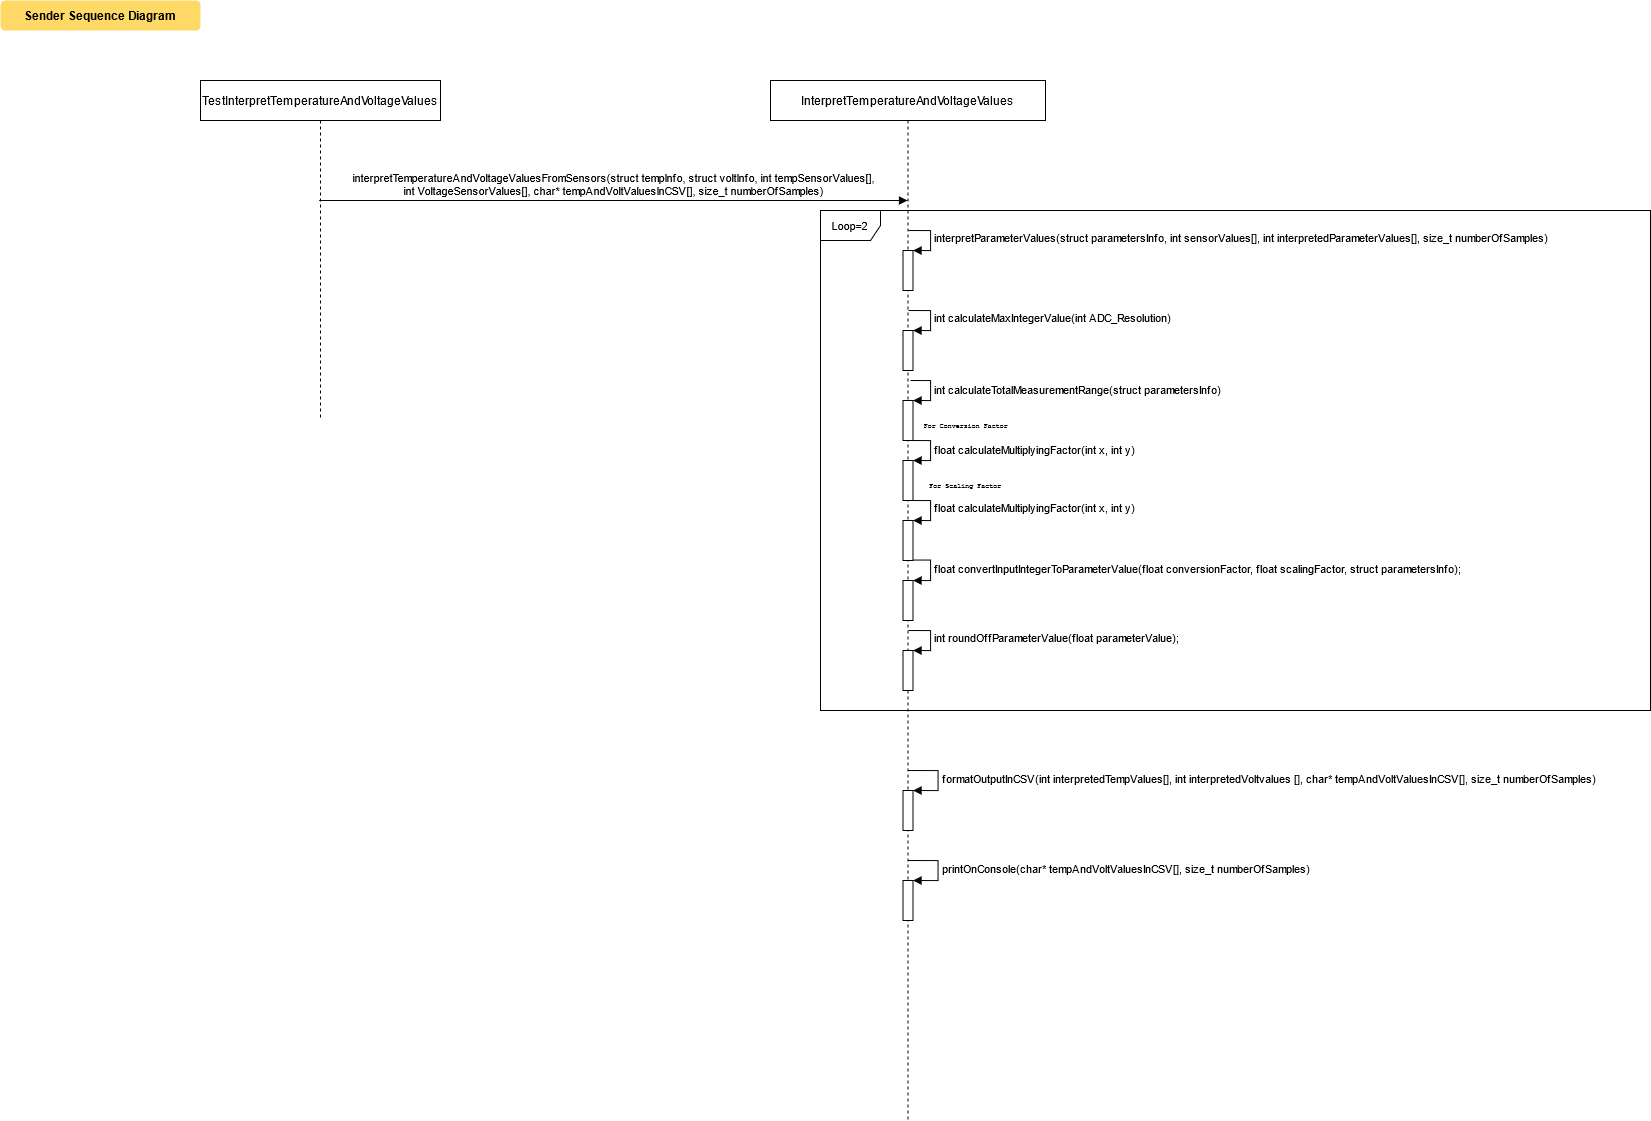 Sender Sequence Diagram
TestInterpretTemperatureAndVoltageValues
InterpretTemperatureAndVoltageValues
interpretTemperatureAndVoltageValuesFromSensors(struct tempInfo, struct voltInfo, int tempSensorValues[],
int VoltageSensorValues[], char* tempAndVoltValuesInCSV[], size_t numberOfSamples)
Loop=2
interpretParameterValues(struct parametersInfo, int sensorValues[], int interpretedParameterValues[], size_t numberOfSamples)
int calculateMaxIntegerValue(int ADC_Resolution)
int calculateTotalMeasurementRange(struct parametersInfo)
For Conversion Factor
float calculateMultiplyingFactor(int x, int y)
For Scaling Factor
float calculateMultiplyingFactor(int x, int y)
float convertInputIntegerToParameterValue(float conversionFactor, float scalingFactor, struct parametersInfo);
int roundOffParameterValue(float parameterValue);
formatOutputInCSV(int interpretedTempValues[], int interpretedVoltvalues [], char* tempAndVoltValuesInCSV[], size_t numberOfSamples)
printOnConsole(char* tempAndVoltValuesInCSV[], size_t numberOfSamples)